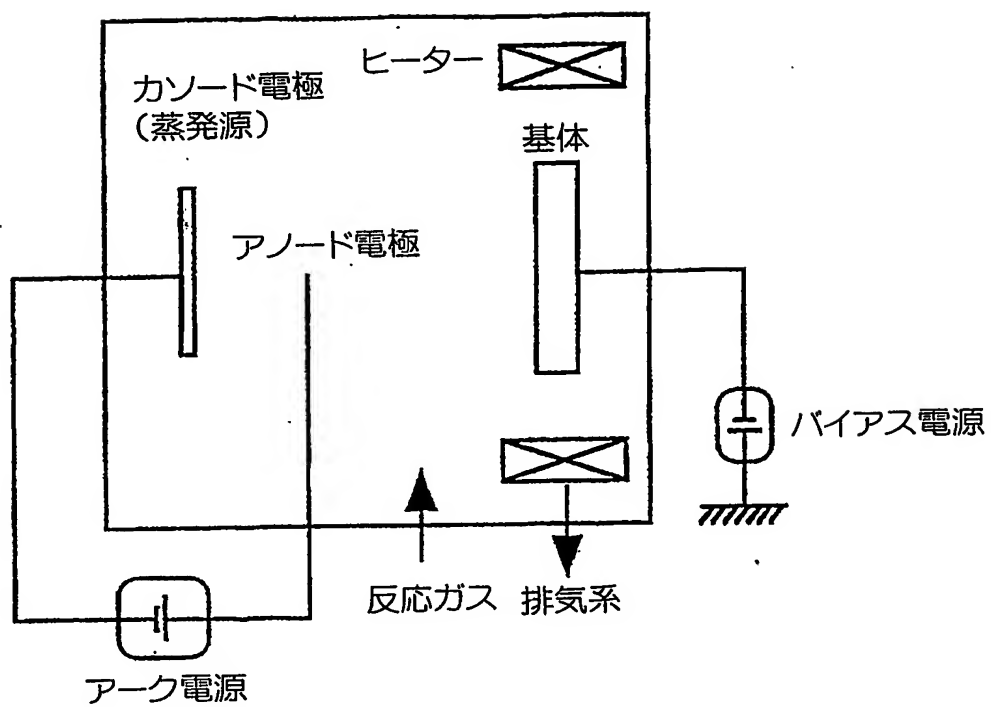 ヒーター
カソード電極
(蒸発源)
基体
アノード電極
バイアス電源
反応ガス
排気系
アーク電源